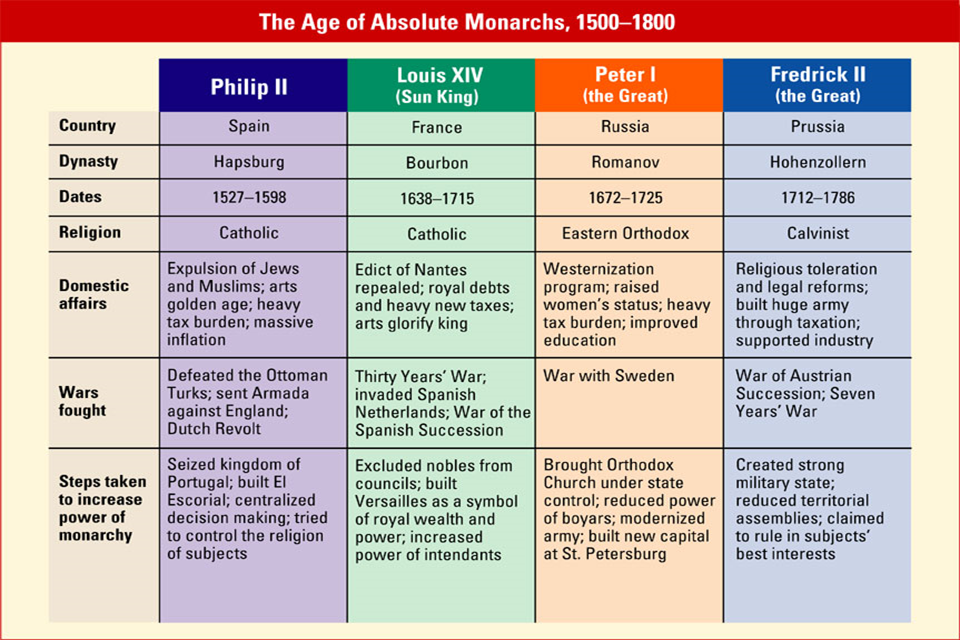 The Age of Absolute Monarchs, 1500–1800
Philip II
Louis XIV
(Sun King)
Peter I
(the Great)
Fredrick II
(the Great)
Country
Spain
France
Russia
Prussia
Dynasty
Hapsburg
Bourbon
Romanov
Hohenzollern
Dates
1527–1598
1638–1715
1672–1725
1712–1786
Religion
Catholic
Catholic
Eastern Orthodox
Calvinist
Domestic
affairs
Expulsion of Jews
and Muslims; arts
golden age; heavy
tax burden; massive
inflation
Edict of Nantes
repealed; royal debts
and heavy new taxes;
arts glorify king
Westernization
program; raised
women's status; heavy
tax burden; improved
education
Religious toleration
and legal reforms;
built huge army
through taxation;
supported industry
Wars
fought
Defeated the Ottoman
Turks; sent Armada
against England;
Dutch Revolt
Thirty Years' War;
invaded Spanish
Netherlands; War of the
Spanish Succession
War with Sweden
War of Austrian
Succession; Seven
Years' War
Steps taken
to increase
power of
monarchy
Seized kingdom of
Portugal; built El
Escorial; centralized
decision making; tried
to control the religion
of subjects
Excluded nobles from
councils; built
Versailles as a symbol
of royal wealth and
power; increased
power of intendants
Brought Orthodox
Church under state
control; reduced power
of boyars; modernized
army; built new capital
at St. Petersburg
Created strong
military state;
reduced territorial
assemblies; claimed
to rule in subjects'
best interests